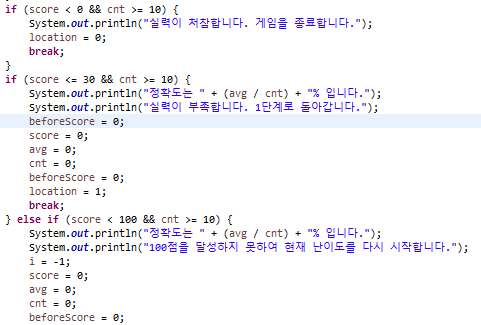 if (score < 0 && cnt >= 10) {
System.out.println("실력이 처참합니다. 게임을 종료합니다.");
location = 0;
break;
}
if (score <= 30 && cnt >= 10) {
System.out.println("정확도는 " + (avg / cnt) + "% 입니다.");
System.out.println("실력이 부족합니다. 1단계로 돌아갑니다.");
beforeScore = 0;
score = 0;
avg = 0;
cnt = 0;
beforeScore = 0;
location = 1;
break;
} else if (score < 100 && cnt >= 10) {
System.out.println("정확도는 " + (avg / cnt) + "% 입니다.");
System.out.println("100점을 달성하지 못하여 현재 난이도를 다시 시작합니다.");
i = -1;
score = 0;
avg = 0;
cnt = 0;
beforeScore = 0;